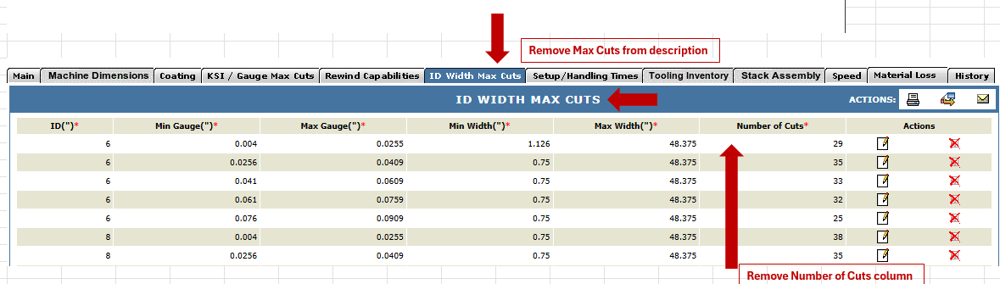 Remove Max Cuts from description
Main Machine Dimensions Coating KSI / Gauge Max Cuts Rewind Capabilities ID Width Max Cuts Setup/Handling Times Tooling Inventory Stack Assembly Speed Material Loss History
ID WIDTH MAX CUTS ACTIONS:
ID(")* Min Gauge(")* Max Gauge(")* Min Width(")* Max Width(")* Number of Cuts* Actions
6 0.004 0.0255 1.126 48.375 29
6 0.0256 0.0409 0.75 48.375 35
6 0.041 0.0609 0.75 48.375 33
6 0.061 0.0759 0.75 48.375 32
6 0.076 0.0909 0.75 48.375 25
8 0.004 0.0255 0.75 48.375 38
8 0.0256 0.0409 0.75 48.375 35
Remove Number of Cuts column